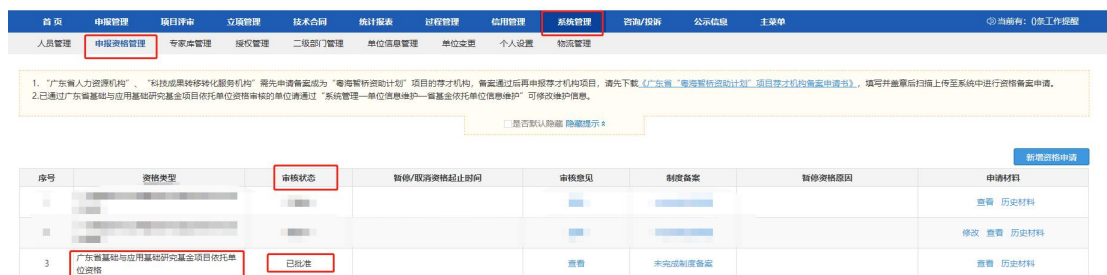 首页 申报管理 项目评审 立项管理 技术合同 统计报表 过程管理 信用管理 系统管理 咨询/投诉 公示信息 主菜单 当前有：0条工作提醒
人员管理 申报资格管理 专家库管理 授权管理 二级部门管理 单位信息管理 单位变更 个人设置 物流管理
1、“广东省人力资源机构”、“科技成果转移转化服务机构”需先申请备案成为“粤海智桥资助计划”项目的荐才机构，备案通过后再申报荐才机构项目，请先下载《广东省“粤海智桥资助计划”项目荐才机构备案申请书》，填写并盖章后扫描上传至系统中进行资格备案申请。
2.已通过广东省基础与应用基础研究基金项目依托单位资格审核的单位请通过“系统管理—单位信息维护—省基金依托单位信息维护”可修改维护信息。
是否默认隐藏 隐藏提示
新增资格申请
序号 资格类型 审核状态 暂停/取消资格起止时间 审核意见 制度备案 暂停资格原因 申请材料
查看 历史材料
修改 查看 历史材料
3 广东省基础与应用基础研究基金项目依托单 已批准 查看 未完成制度备案 查看 历史材料
位资格